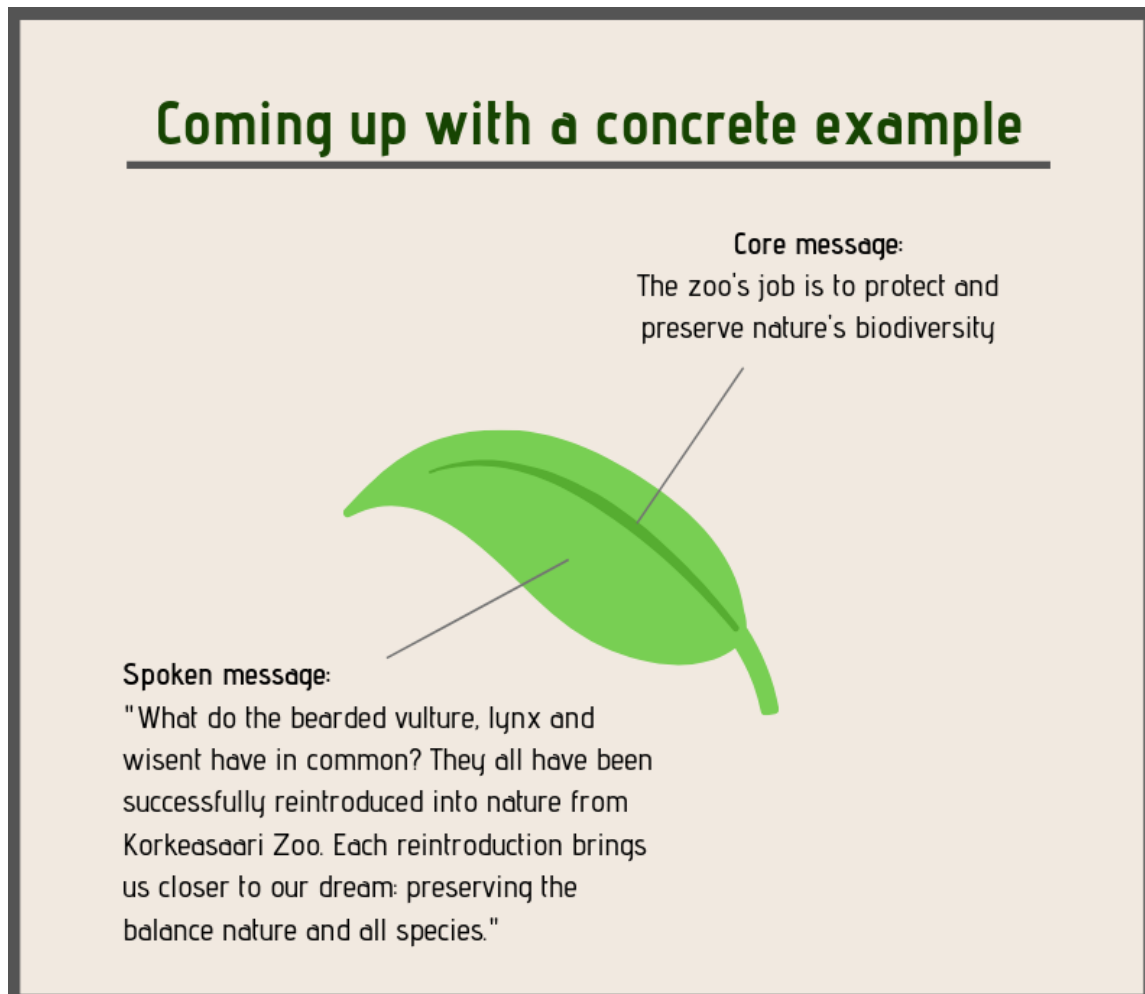 Coming up with a concrete example
Core message:
The zoo's job is to protect and
preserve nature's biodiversity
Spoken message:
"What do the bearded vulture, lynx and
wisent have in common? They all have been
successfully reintroduced into nature from
Korkeasaari Zoo. Each reintroduction brings
us closer to our dream: preserving the
balance nature and all species."